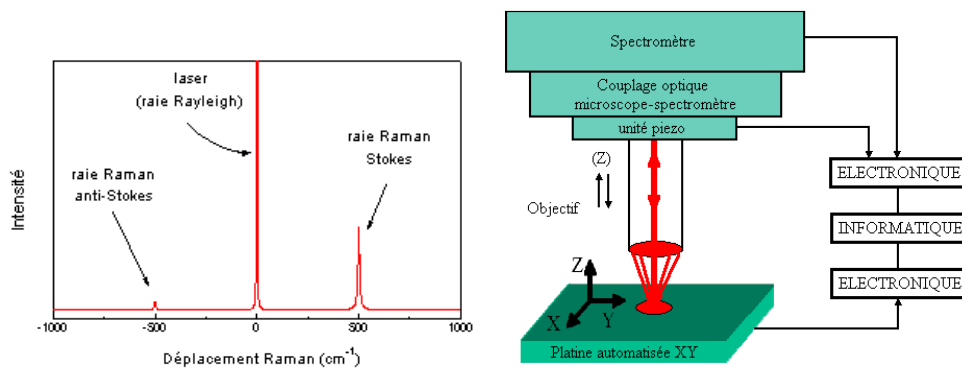 laser
(raie Rayleigh)
raie Raman
Stokes
raie Raman
anti-Stokes
Intensité
-1000
-500
0
500
1000
Déplacement Raman (cm⁻¹)
Spectromètre
Couplage optique
microscope-spectromètre
unité piezo
(Z)
Objectif
ELECTRONIQUE
INFORMATIQUE
ELECTRONIQUE
Z
X
Y
Platine automatisée XY